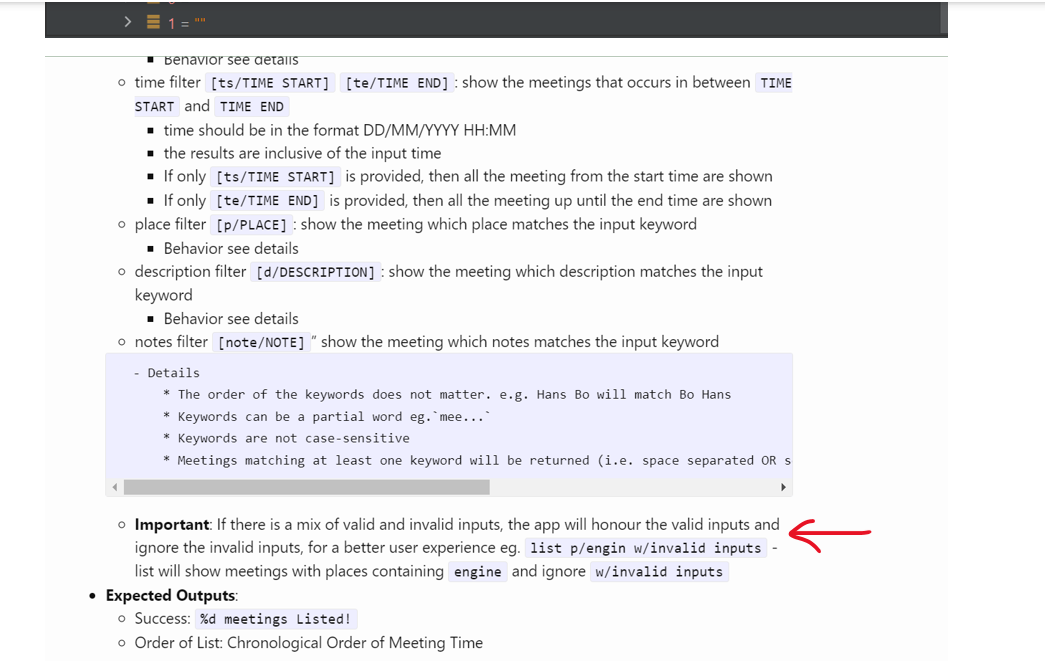 1 = ""
Behavior see details
time filter [ts/TIME START] [te/TIME END]: show the meetings that occurs in between TIME
START and TIME END
time should be in the format DD/MM/YYYY HH:MM
the results are inclusive of the input time
If only [ts/TIME START] is provided, then all the meeting from the start time are shown
If only [te/TIME END] is provided, then all the meeting up until the end time are shown
place filter [p/PLACE]: show the meeting which place matches the input keyword
Behavior see details
description filter [d/DESCRIPTION]: show the meeting which description matches the input
keyword
Behavior see details
notes filter [note/NOTE]” show the meeting which notes matches the input keyword
- Details
* The order of the keywords does not matter. e.g. Hans Bo will match Bo Hans
* Keywords can be a partial word eg.`mee...`
* Keywords are not case-sensitive
* Meetings matching at least one keyword will be returned (i.e. space separated OR s
Important: If there is a mix of valid and invalid inputs, the app will honour the valid inputs and
ignore the invalid inputs, for a better user experience eg. list p/engin w/invalid inputs -
list will show meetings with places containing engine and ignore w/invalid inputs
Expected Outputs:
Success: %d meetings Listed!
Order of List: Chronological Order of Meeting Time